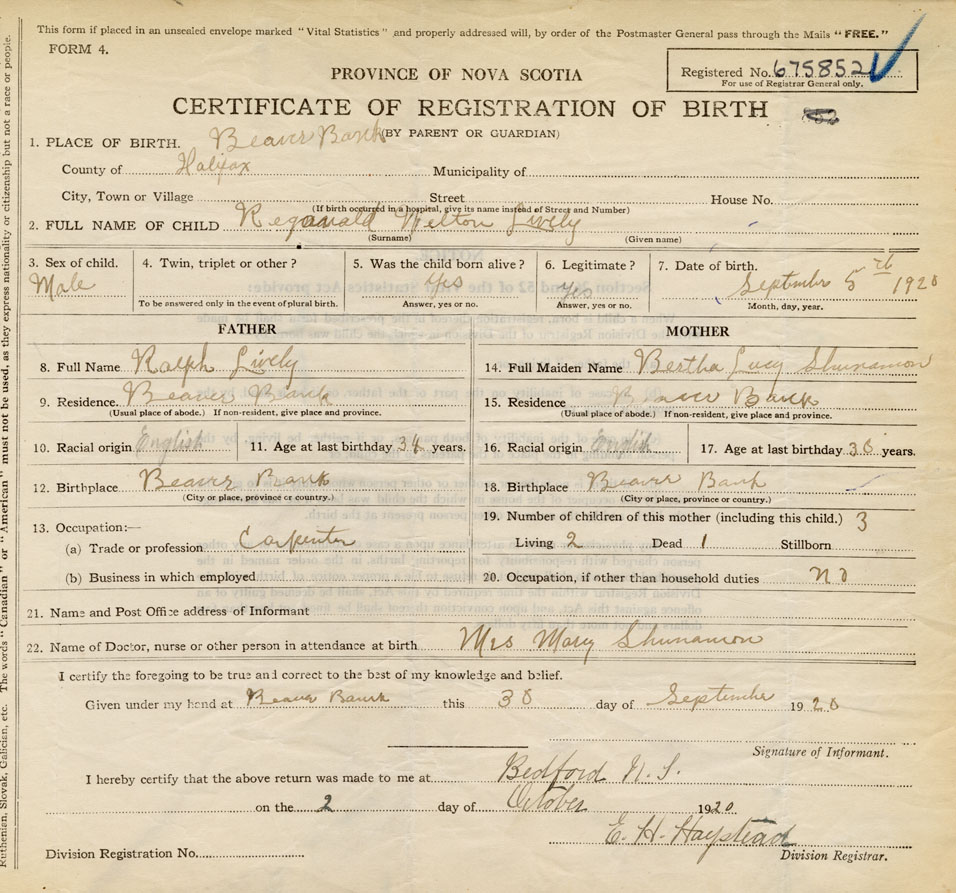 This form if placed in an unsealed envelope marked "Vital Statistics" and properly addressed will, by order of the Postmaster General pass through the Mails "FREE."
FORM 4.
Registered No. 675852
For use of Registrar General only.
PROVINCE OF NOVA SCOTIA
CERTIFICATE OF REGISTRATION OF BIRTH
(BY PARENT OR GUARDIAN)
1. PLACE OF BIRTH. Beaver Bank
County of Halifax Municipality of
City, Town or Village Street House No.
(If birth occurred in a hospital, give its name instead of Street and Number)
2. FULL NAME OF CHILD Reganald Welton Lively
(Surname) (Given name)
3. Sex of child. 4. Twin, triplet or other? 5. Was the child born alive? 6. Legitimate? 7. Date of birth.
Male Yes Yes September 5th 1920
To be answered only in the event of plural birth. Answer, yes or no. Answer, yes or no. Month, day, year.
FATHER MOTHER
8. Full Name Ralph Lively 14. Full Maiden Name Bertha Lucy Shunamon
9. Residence. Beaver Bank 15. Residence Beaver Bank
(Usual place of abode.) If non-resident, give place and province. (Usual place of abode.) If non-resident, give place and province.
10. Racial origin English 11. Age at last birthday 34 years. 16. Racial origin English 17. Age at last birthday 30 years.
12. Birthplace Beaver Bank 18. Birthplace Beaver Bank
(City or place, province or country.) (City or place, province or country.)
13. Occupation:— 19. Number of children of this mother (including this child.) 3
(a) Trade or profession Carpenter Living 2 Dead 1 Stillborn
(b) Business in which employed 20. Occupation, if other than household duties no
21. Name and Post Office address of Informant
22. Name of Doctor, nurse or other person in attendance at birth Mrs Mary Shunamon
I certify the foregoing to be true and correct to the best of my knowledge and belief.
Given under my hand at Beaver Bank this 30 day of September 1920
Signature of Informant.
I hereby certify that the above return was made to me at Bedford N.S.
on the 2 day of October 1920
E. H. Haystead
Division Registration No. Division Registrar.
Ruthenian, Slovak, Galician, etc. The words "Canadian" or "American" must not be used, as they express nationality or citizenship but not a race or people.